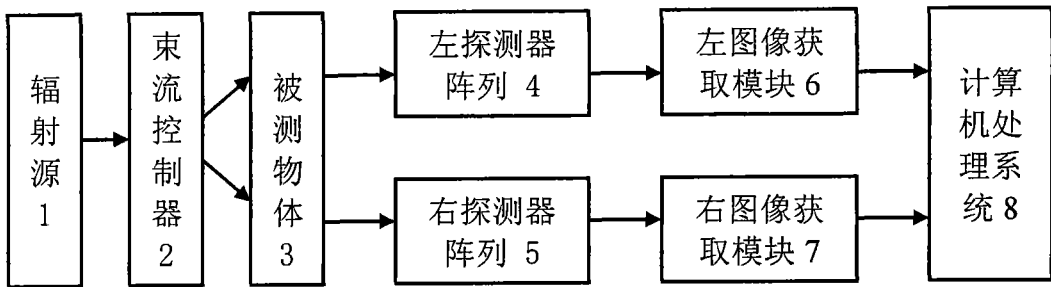 辐射源1
束流控制器2
被测物体3
左探测器
阵列 4
右探测器
阵列 5
左图像获
取模块6
右图像获
取模块7
计算
机处
理系
统8